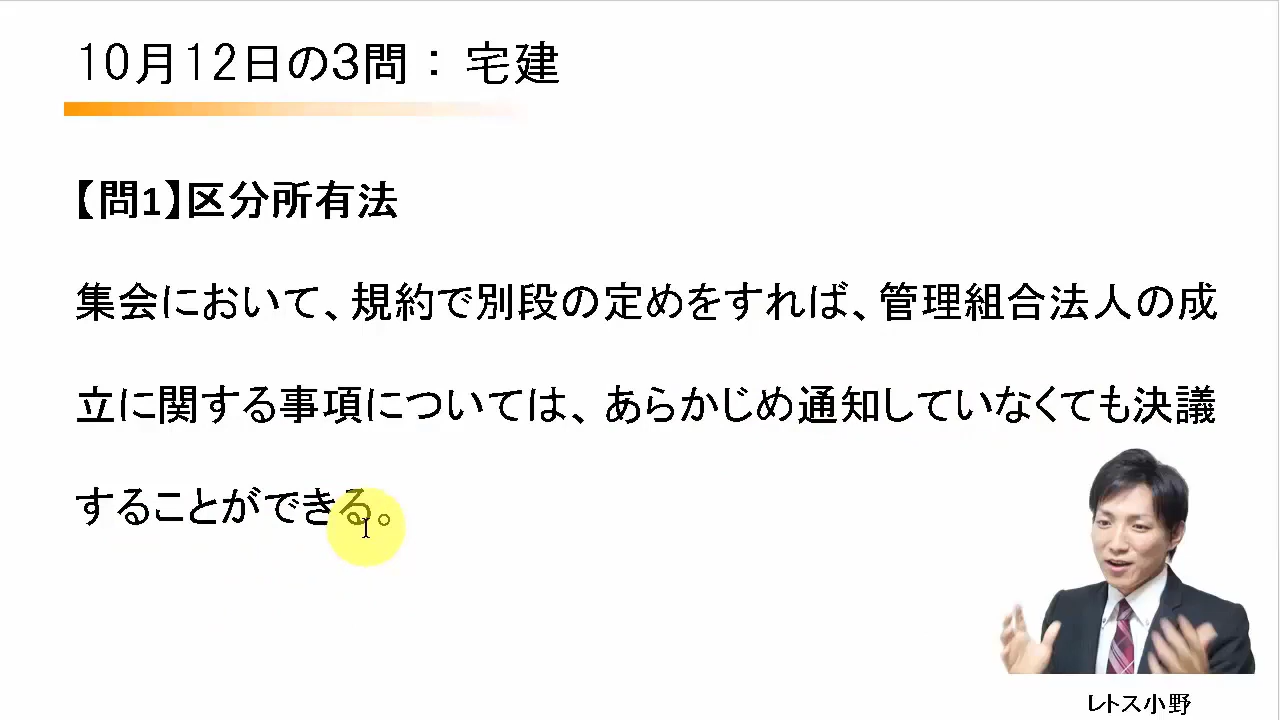 10月12日の3問：宅建
【問1】区分所有法
集会において、規約で別段の定めをすれば、管理組合法人の成
立に関する事項については、あらかじめ通知していなくても決議
することができる。
レトス小野